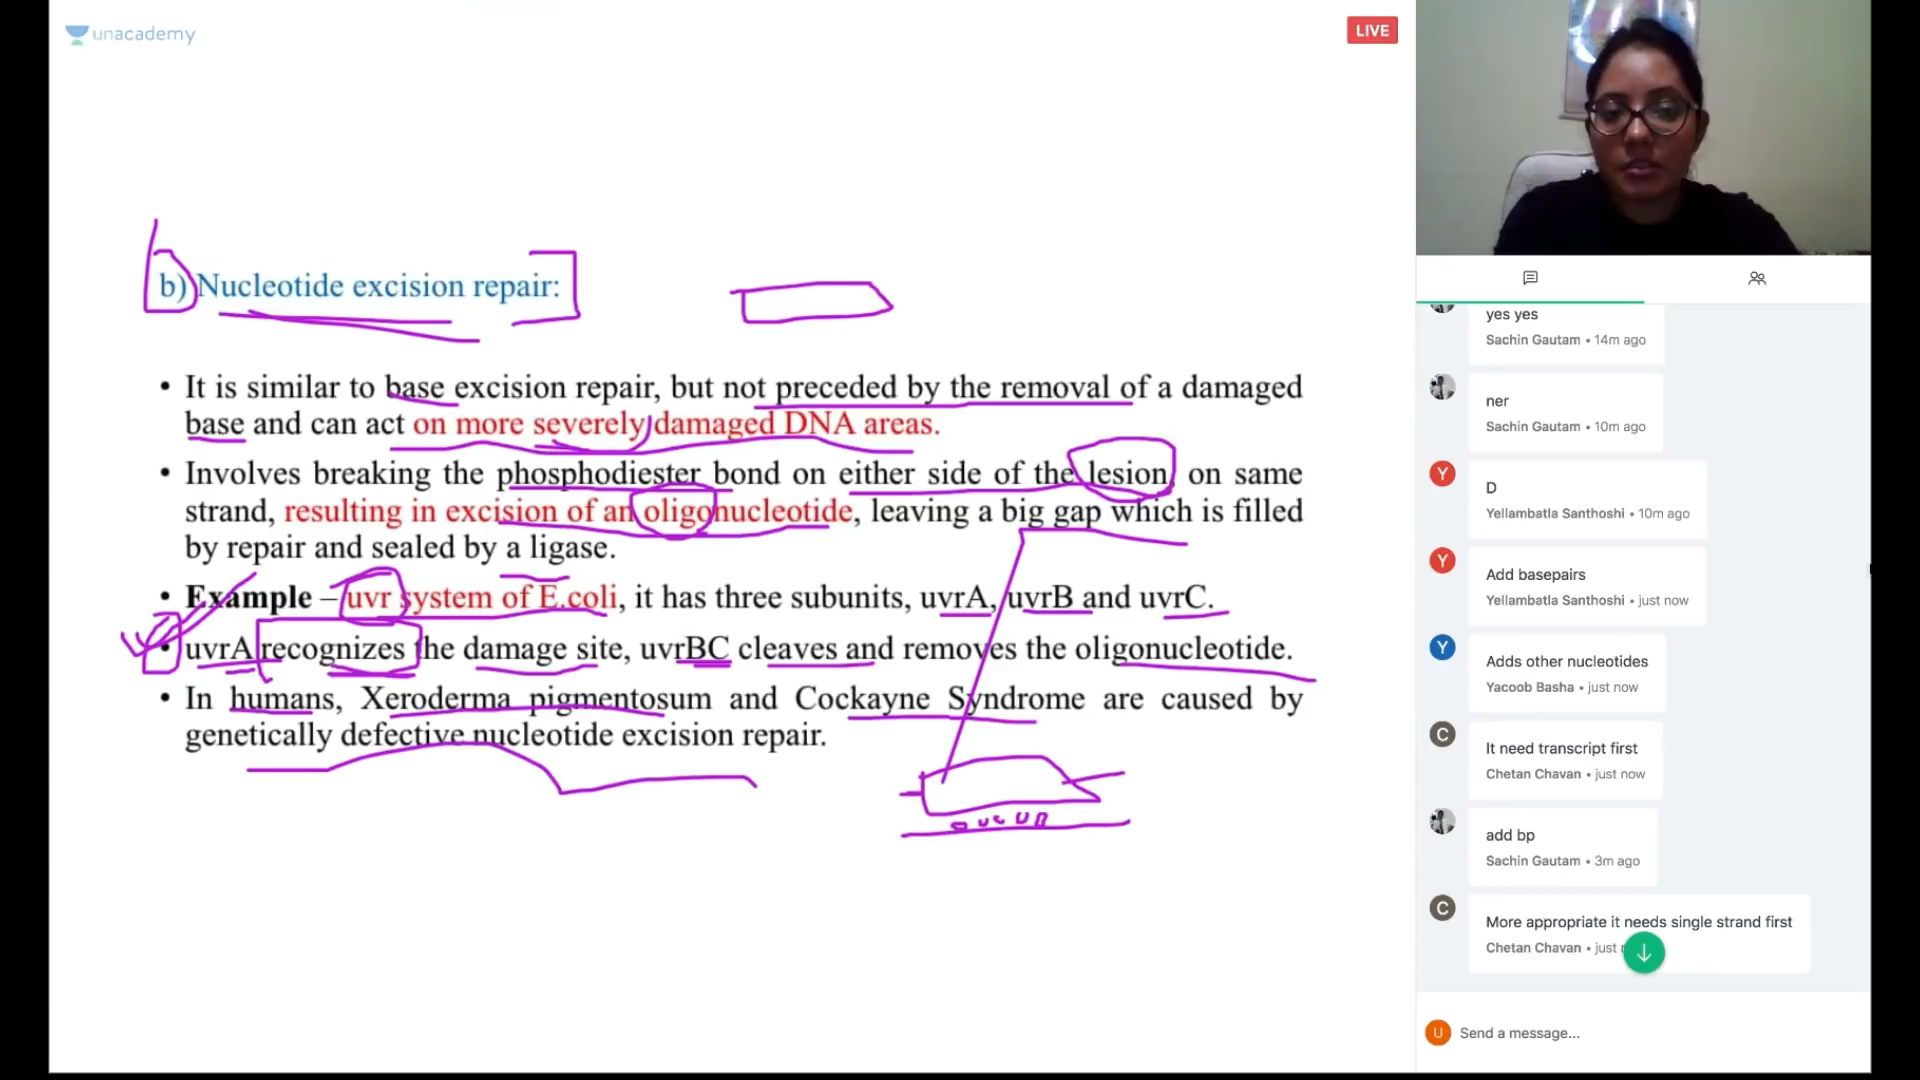 unacademy
LIVE
b) Nucleotide excision repair:
• It is similar to base excision repair, but not preceded by the removal of a damaged
base and can act on more severely damaged DNA areas.
• Involves breaking the phosphodiester bond on either side of the lesion on same
strand, resulting in excision of an oligonucleotide, leaving a big gap which is filled
by repair and sealed by a ligase.
• Example – uvr system of E.coli, it has three subunits, uvrA, uvrB and uvrC.
• uvrA recognizes the damage site, uvrBC cleaves and removes the oligonucleotide.
• In humans, Xeroderma pigmentosum and Cockayne Syndrome are caused by
genetically defective nucleotide excision repair.
yes yes
Sachin Gautam • 14m ago
ner
Sachin Gautam • 10m ago
Y
D
Yellambatla Santhoshi • 10m ago
Y
Add basepairs
Yellambatla Santhoshi • just now
Y
Adds other nucleotides
Yacoob Basha • just now
C
It need transcript first
Chetan Chavan • just now
add bp
Sachin Gautam • 3m ago
C
More appropriate it needs single strand first
Chetan Chavan • just
U
Send a message...